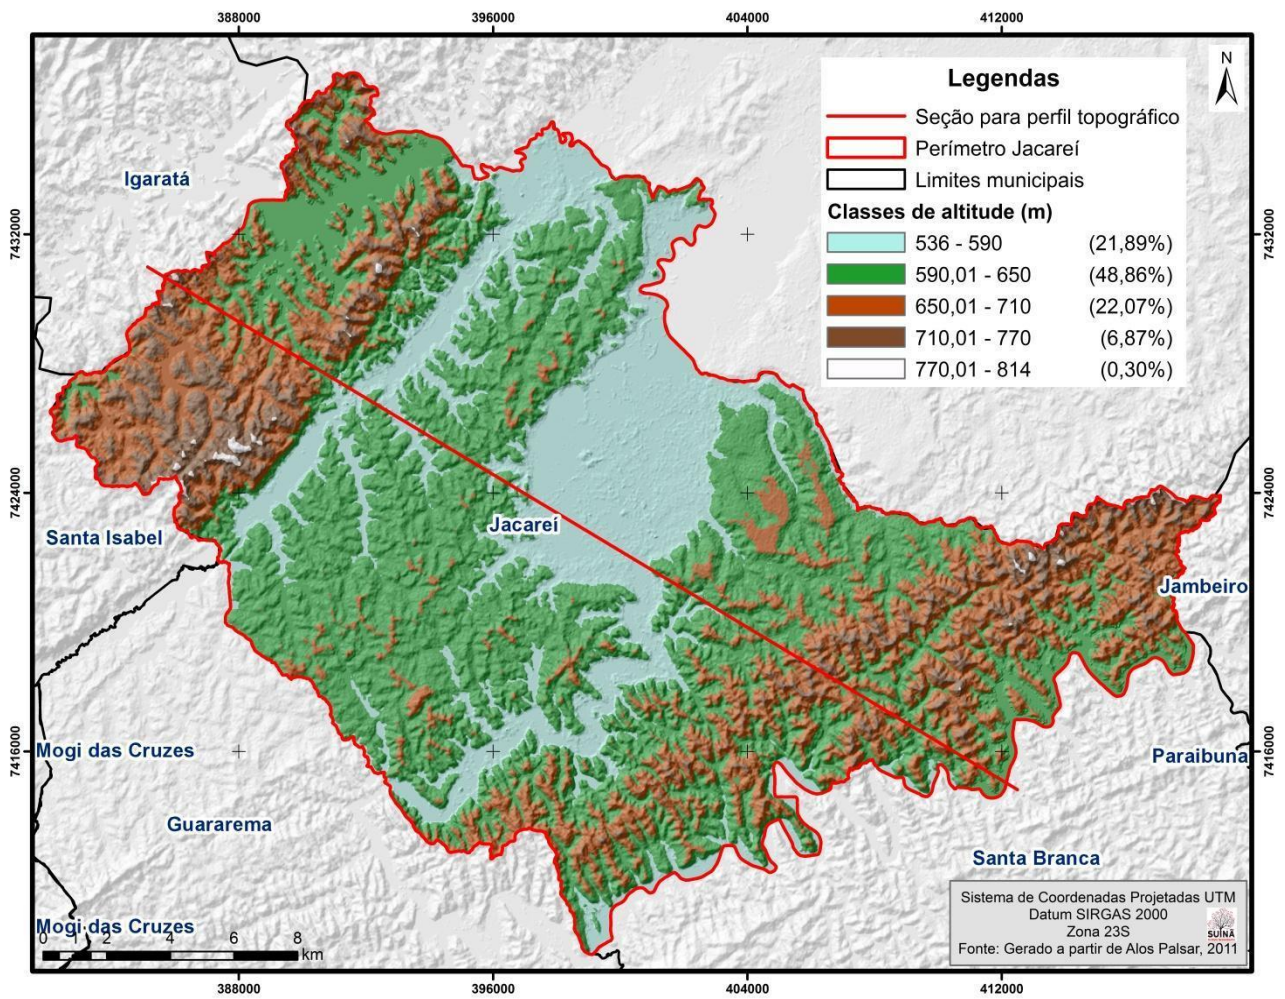 388000 396000 404000 412000
N
Legendas
Seção para perfil topográfico
Perímetro Jacareí
Limites municipais
Classes de altitude (m)
536 - 590 (21,89%)
590,01 - 650 (48,86%)
650,01 - 710 (22,07%)
710,01 - 770 (6,87%)
770,01 - 814 (0,30%)
Igaratá
7432000 7432000
7424000 7424000
Jacareí
Santa Isabel
Jambeiro
Mogi das Cruzes
7416000 7416000
Paraibuna
Guararema
Santa Branca
Mogi das Cruzes
0 1 2 4 6 8
km
Sistema de Coordenadas Projetadas UTM
Datum SIRGAS 2000
Zona 23S
Fonte: Gerado a partir de Alos Palsar, 2011
SUINÃ
388000 396000 404000 412000